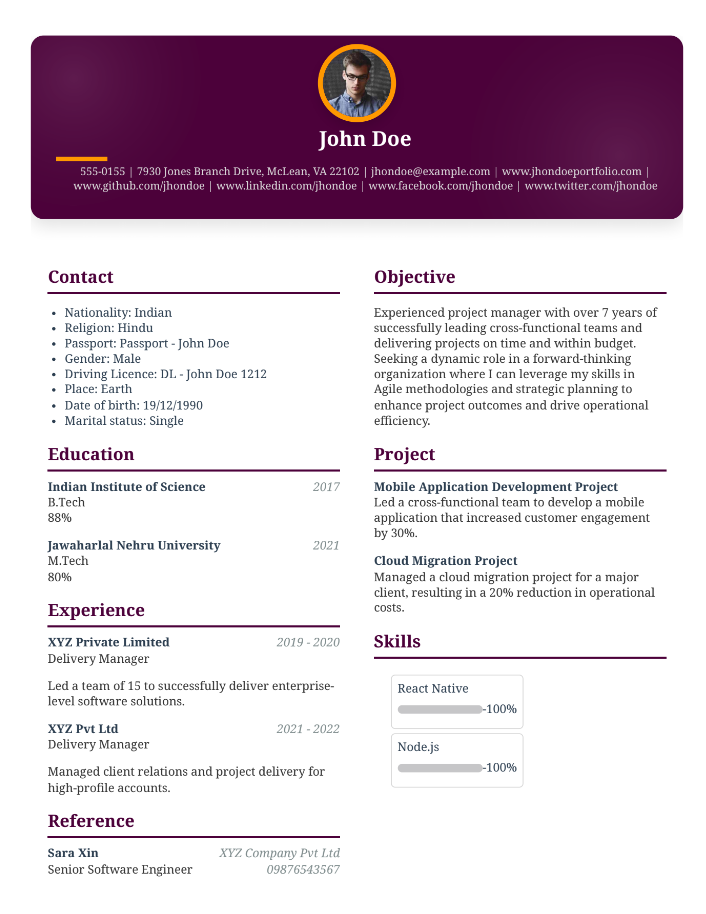 John Doe
555-0155 | 7930 Jones Branch Drive, McLean, VA 22102 | jhondoe@example.com | www.jhondoeportfolio.com |
www.github.com/jhondoe | www.linkedin.com/jhondoe | www.facebook.com/jhondoe | www.twitter.com/jhondoe
Contact
• Nationality: Indian
• Religion: Hindu
• Passport: Passport - John Doe
• Gender: Male
• Driving Licence: DL - John Doe 1212
• Place: Earth
• Date of birth: 19/12/1990
• Marital status: Single
Education
Indian Institute of Science 2017
B.Tech
88%
Jawaharlal Nehru University 2021
M.Tech
80%
Experience
XYZ Private Limited 2019 - 2020
Delivery Manager
Led a team of 15 to successfully deliver enterprise-
level software solutions.
XYZ Pvt Ltd 2021 - 2022
Delivery Manager
Managed client relations and project delivery for
high-profile accounts.
Reference
Sara Xin XYZ Company Pvt Ltd
Senior Software Engineer 09876543567
Objective
Experienced project manager with over 7 years of
successfully leading cross-functional teams and
delivering projects on time and within budget.
Seeking a dynamic role in a forward-thinking
organization where I can leverage my skills in
Agile methodologies and strategic planning to
enhance project outcomes and drive operational
efficiency.
Project
Mobile Application Development Project
Led a cross-functional team to develop a mobile
application that increased customer engagement
by 30%.
Cloud Migration Project
Managed a cloud migration project for a major
client, resulting in a 20% reduction in operational
costs.
Skills
React Native
-100%
Node.js
-100%